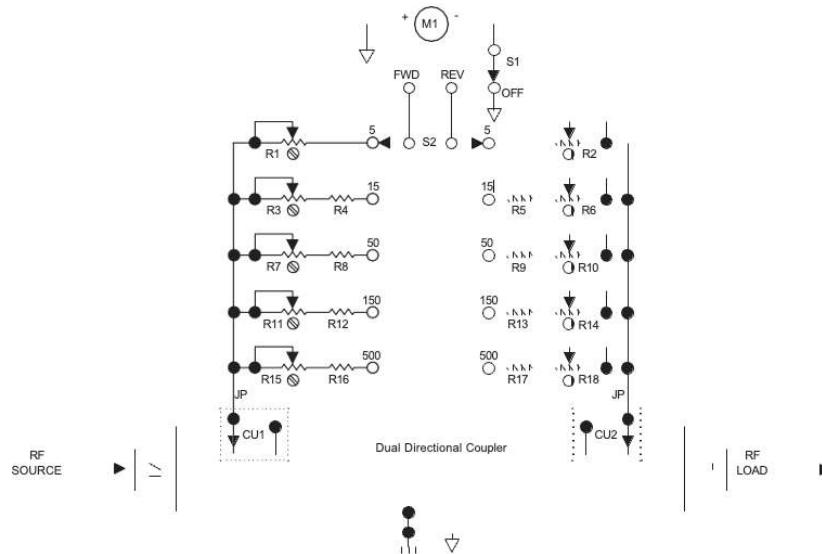 + M1 -
S1
FWD REV
OFF
5 S2 5
R1 R2
15 15
R3 R4 R5 R6
50 50
R7 R8 R9 R10
150 150
R11 R12 R13 R14
500 500
R15 R16 R17 R18
JP JP
CU1 CU2
Dual Directional Coupler
RF RF
SOURCE LOAD